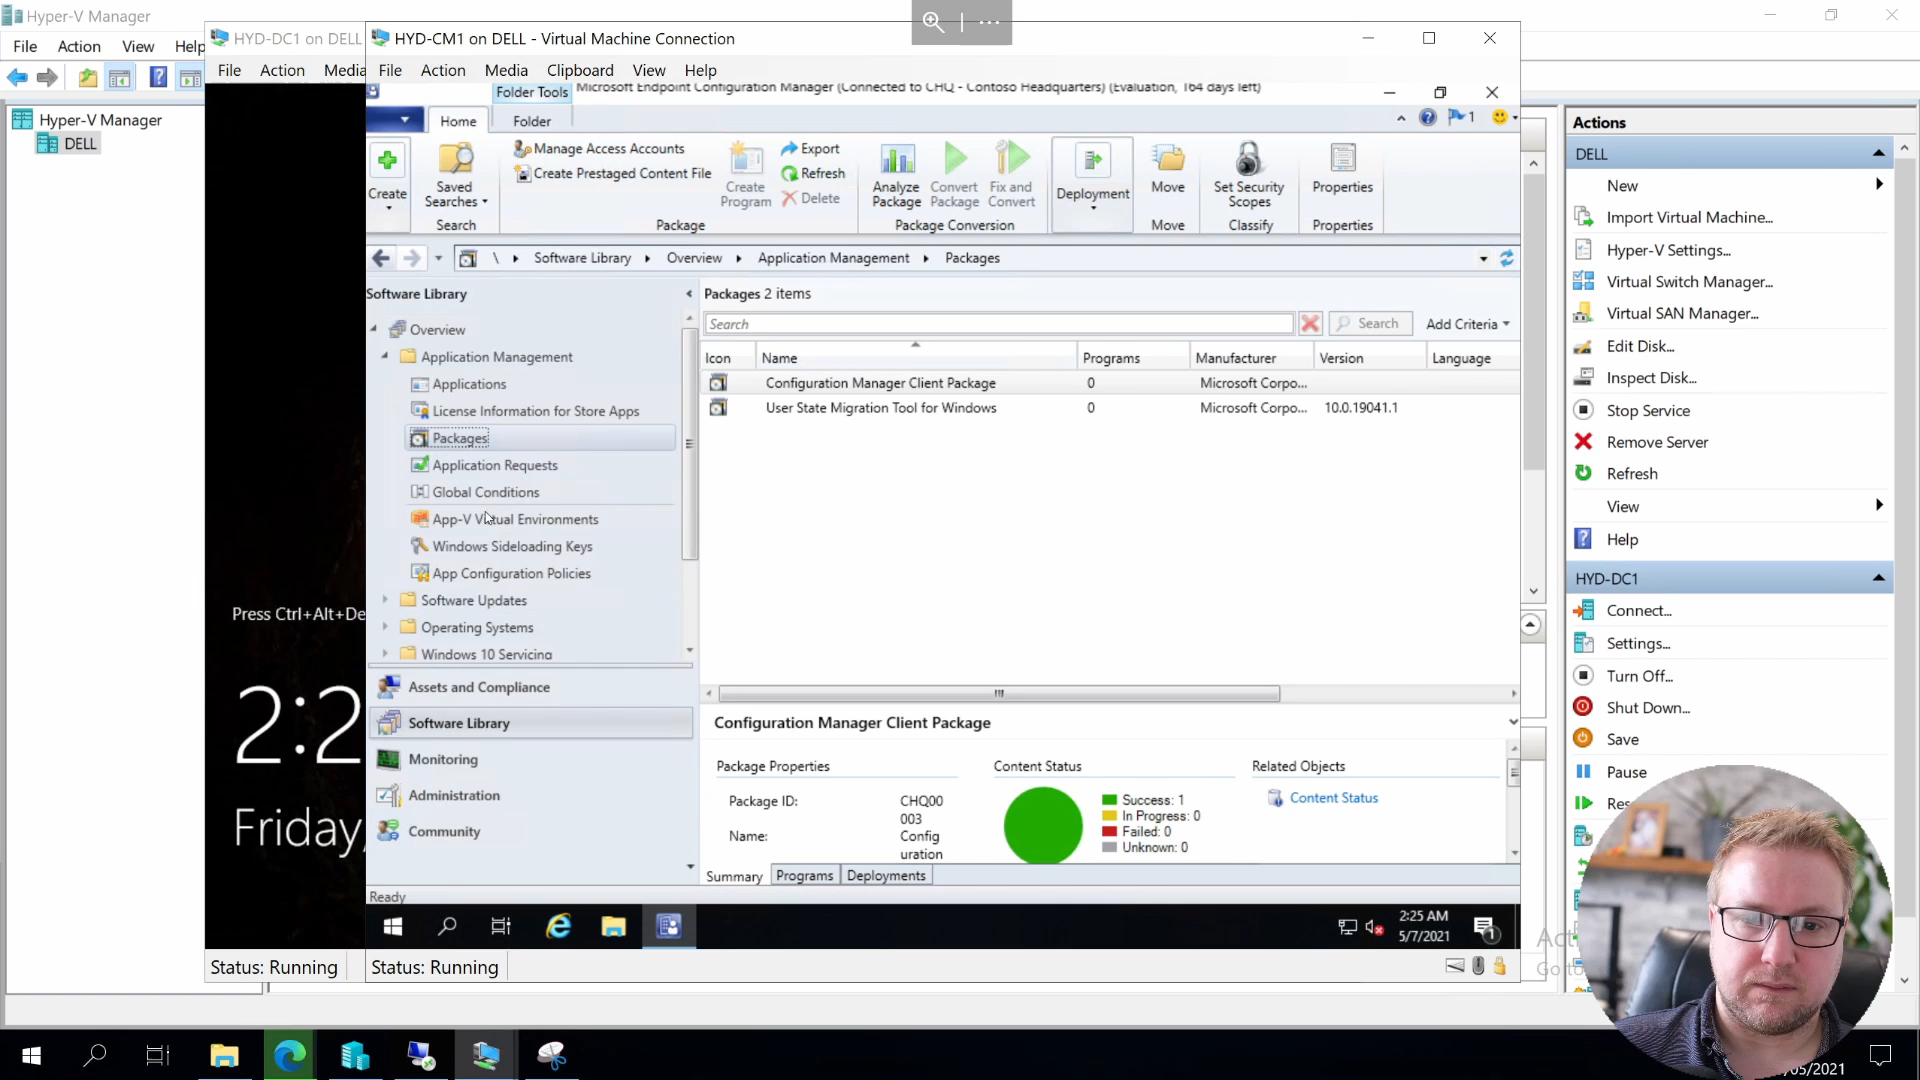 Hyper-V Manager
File Action View Help
Hyper-V Manager
DELL
HYD-DC1 on DELL
File Action Media
Press Ctrl+Alt+De
2:2
Friday,
Status: Running
HYD-CM1 on DELL - Virtual Machine Connection
File Action Media Clipboard View Help
Folder Tools
Microsoft Endpoint Configuration Manager (Connected to CHQ - Contoso Headquarters) (Evaluation, 164 days left)
Home Folder
1
Create
Saved Searches
Search
Manage Access Accounts
Create Prestaged Content File
Create Program
Export
Refresh
Delete
Package
Analyze Package
Convert Package
Fix and Convert
Package Conversion
Deployment
Move
Move
Set Security Scopes
Classify
Properties
Properties
\ Software Library Overview Application Management Packages
Software Library
Overview
Application Management
Applications
License Information for Store Apps
Packages
Application Requests
Global Conditions
App-V Virtual Environments
Windows Sideloading Keys
App Configuration Policies
Software Updates
Operating Systems
Windows 10 Servicing
Assets and Compliance
Software Library
Monitoring
Administration
Community
Packages 2 items
Search Search Add Criteria
Icon Name Programs Manufacturer Version Language
Configuration Manager Client Package 0 Microsoft Corpo...
User State Migration Tool for Windows 0 Microsoft Corpo... 10.0.19041.1
Configuration Manager Client Package
Package Properties
Package ID: CHQ00
003
Name: Config
uration
Content Status
Success: 1
In Progress: 0
Failed: 0
Unknown: 0
Related Objects
Content Status
Summary Programs Deployments
Ready
2:25 AM
5/7/2021
1
Status: Running
Actions
DELL
New
Import Virtual Machine...
Hyper-V Settings...
Virtual Switch Manager...
Virtual SAN Manager...
Edit Disk...
Inspect Disk...
Stop Service
Remove Server
Refresh
View
Help
HYD-DC1
Connect...
Settings...
Turn Off...
Shut Down...
Save
Pause
Res
Acti
Go to
/05/2021